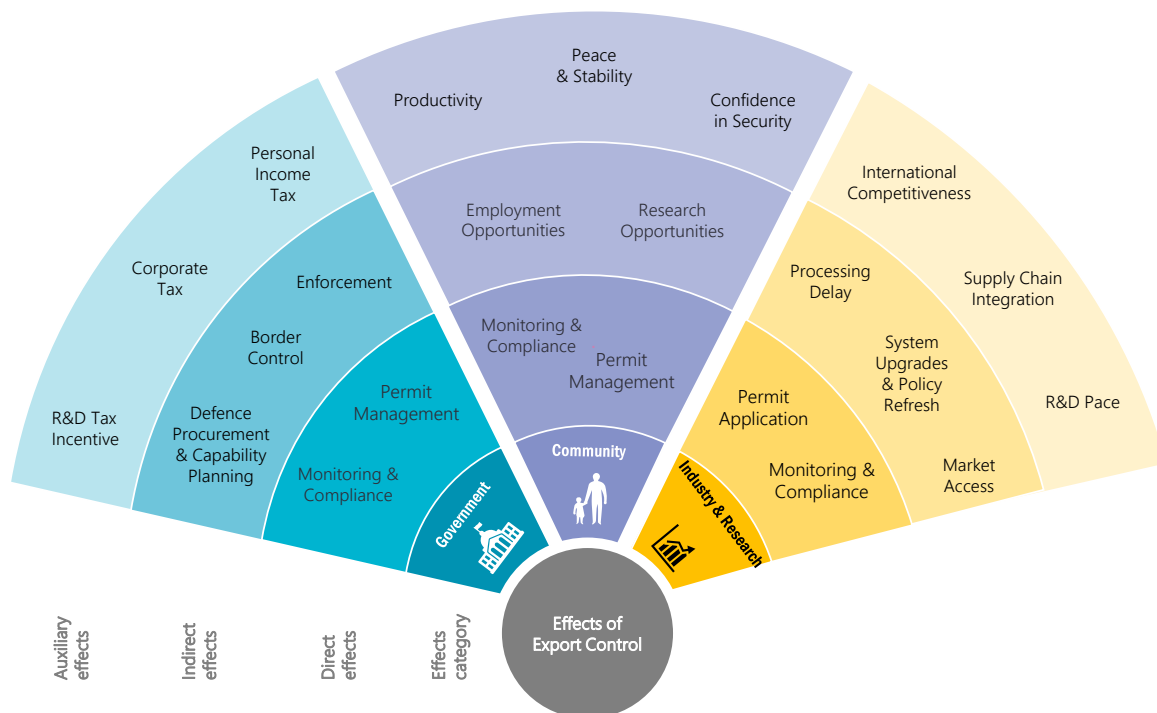 Peace
& Stability
Productivity
Confidence
in Security
Employment
Opportunities
Research
Opportunities
Monitoring &
Compliance
Permit
Management
Community
Personal
Income
Tax
Corporate
Tax
R&D Tax
Incentive
Enforcement
Border
Control
Defence
Procurement
& Capability
Planning
Permit
Management
Monitoring &
Compliance
Government
International
Competitiveness
Supply Chain
Integration
R&D Pace
Processing
Delay
System
Upgrades
& Policy
Refresh
Market
Access
Permit
Application
Monitoring &
Compliance
Industry & Research
Effects of
Export Control
Auxiliary
effects
Indirect
effects
Direct
effects
Effects
category